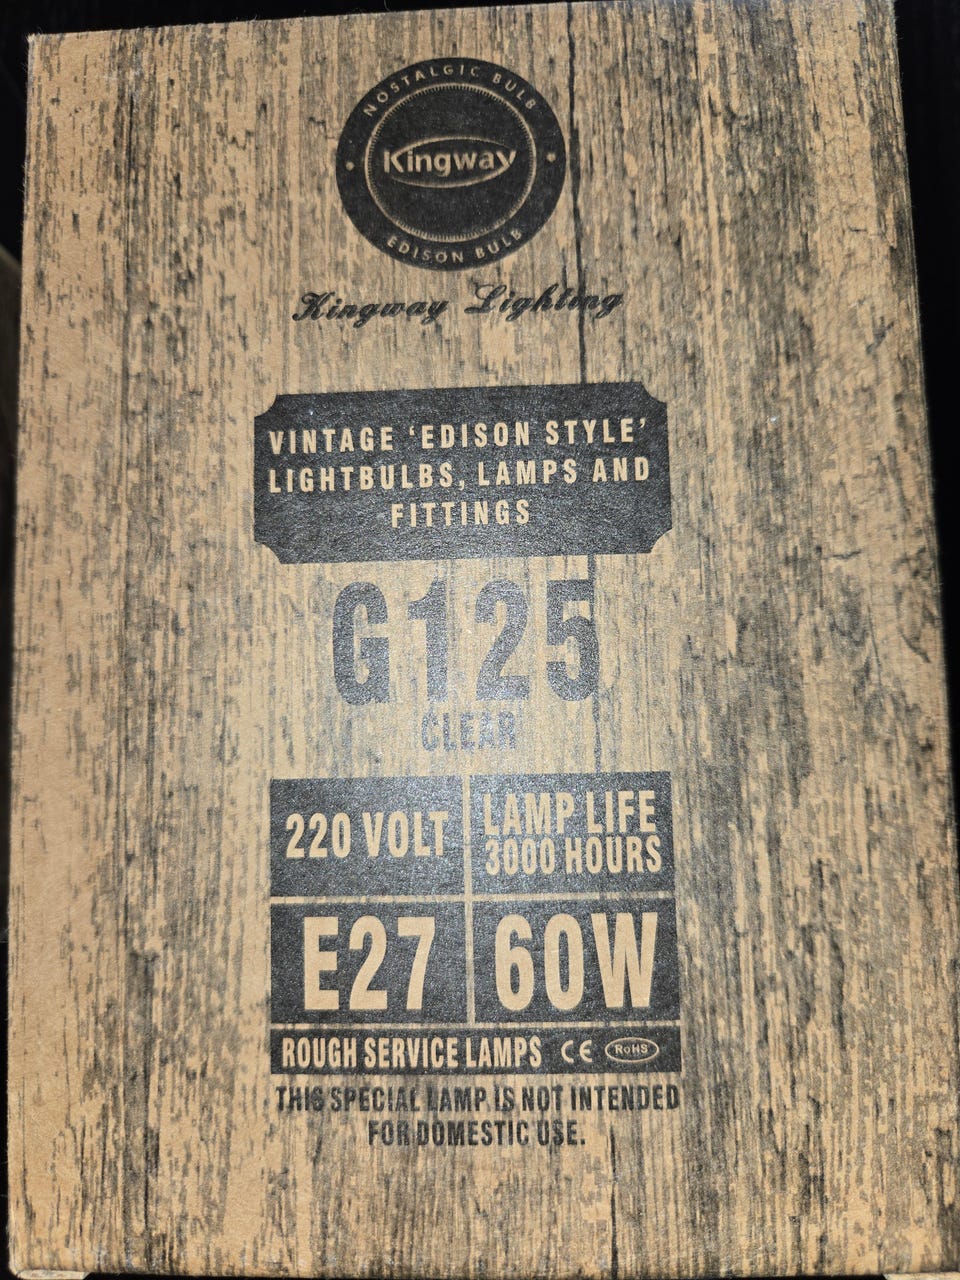 NOSTALGIC BULB
Kingway
EDISON BULB
Kingway Lighting
VINTAGE ‘EDISON STYLE’
LIGHTBULBS, LAMPS AND
FITTINGS
G125
CLEAR
220 VOLT
LAMP LIFE
3000 HOURS
E27
60W
ROUGH SERVICE LAMPS CE RoHS
THIS SPECIAL LAMP IS NOT INTENDED
FOR DOMESTIC USE.